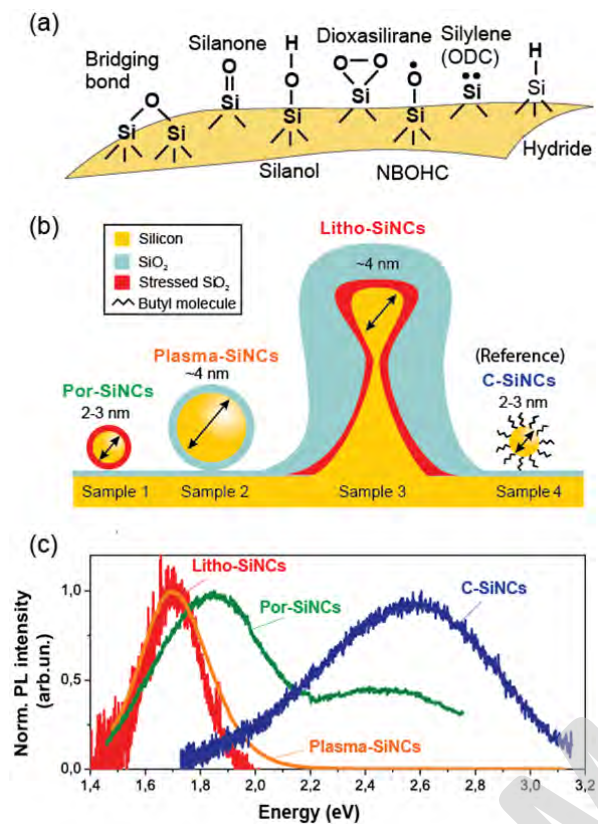 (a)
Bridging
bond
Silanone
Dioxasilirane
Silylene
(ODC)
H
O
O
O
O O
O
H
Si Si
Si
Si
Si
Si
Si
Si
Silanol
NBOHC
Hydride
(b)
Silicon
SiO₂
Stressed SiO₂
Butyl molecule
Litho-SiNCs
~4 nm
Plasma-SiNCs
~4 nm
Por-SiNCs
2-3 nm
(Reference)
C-SiNCs
2-3 nm
Sample 1
Sample 2
Sample 3
Sample 4
(c)
Norm. PL intensity
(arb.un.)
1,0
0,5
0,0
Litho-SiNCs
Por-SiNCs
C-SiNCs
Plasma-SiNCs
1,4 1,6 1,8 2,0 2,2 2,4 2,6 2,8 3,0 3,2
Energy (eV)